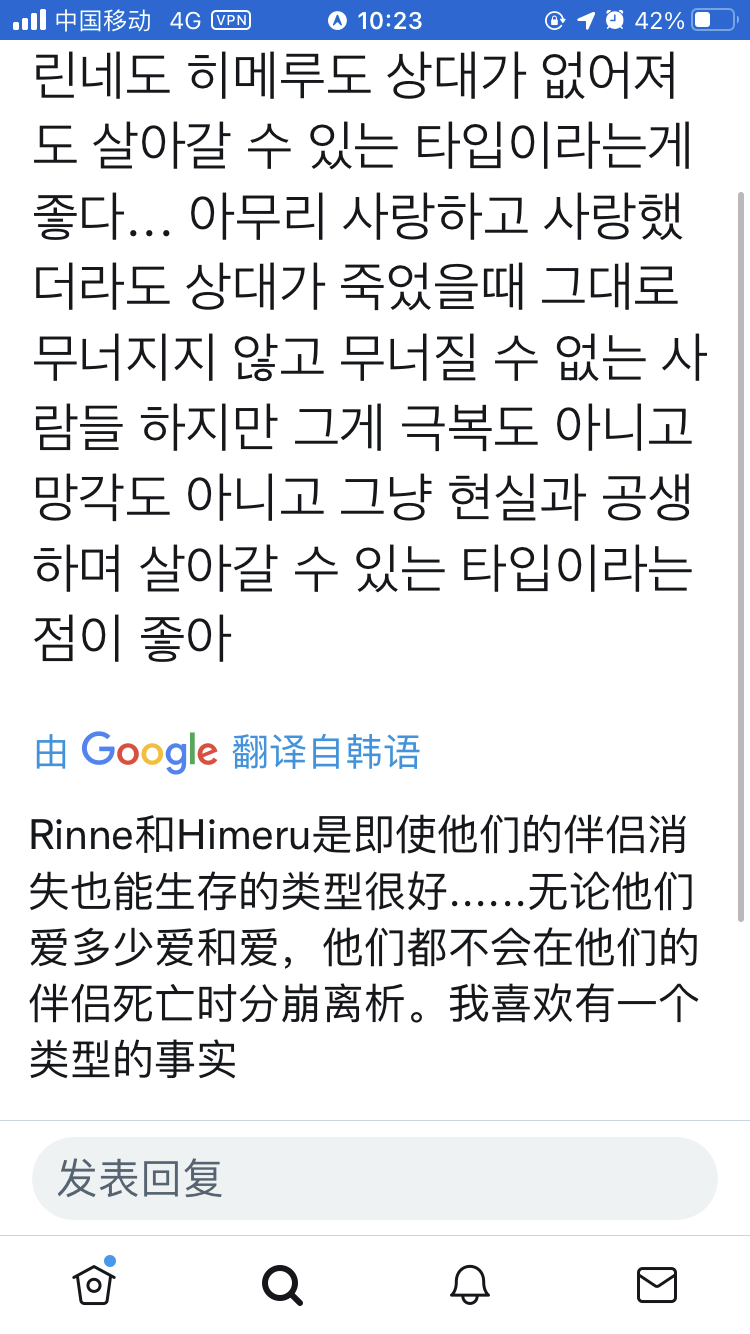 中国移动 4G VPN 10:23 42%
린네도 히메루도 상대가 없어져
도 살아갈 수 있는 타입이라는게
좋다... 아무리 사랑하고 사랑했
더라도 상대가 죽었을때 그대로
무너지지 않고 무너질 수 없는 사
람들 하지만 그게 극복도 아니고
망각도 아니고 그냥 현실과 공생
하며 살아갈 수 있는 타입이라는
점이 좋아
由 Google 翻译自韩语
Rinne和Himeru是即使他们的伴侣消
失也能生存的类型很好......无论他们
爱多少爱和爱，他们都不会在他们的
伴侣死亡时分崩离析。我喜欢有一个
类型的事实
发表回复